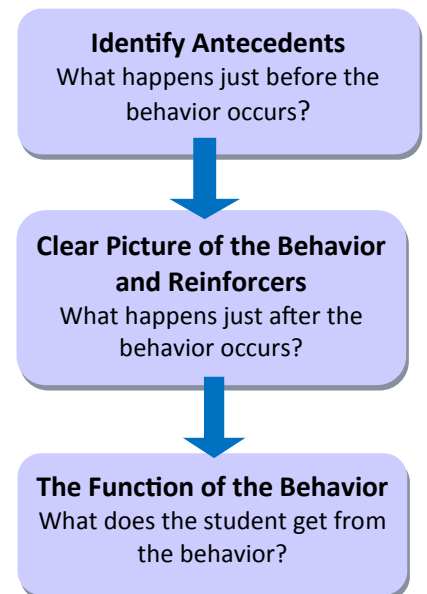 Identify Antecedents
What happens just before the
behavior occurs?
Clear Picture of the Behavior
and Reinforcers
What happens just after the
behavior occurs?
The Function of the Behavior
What does the student get from
the behavior?